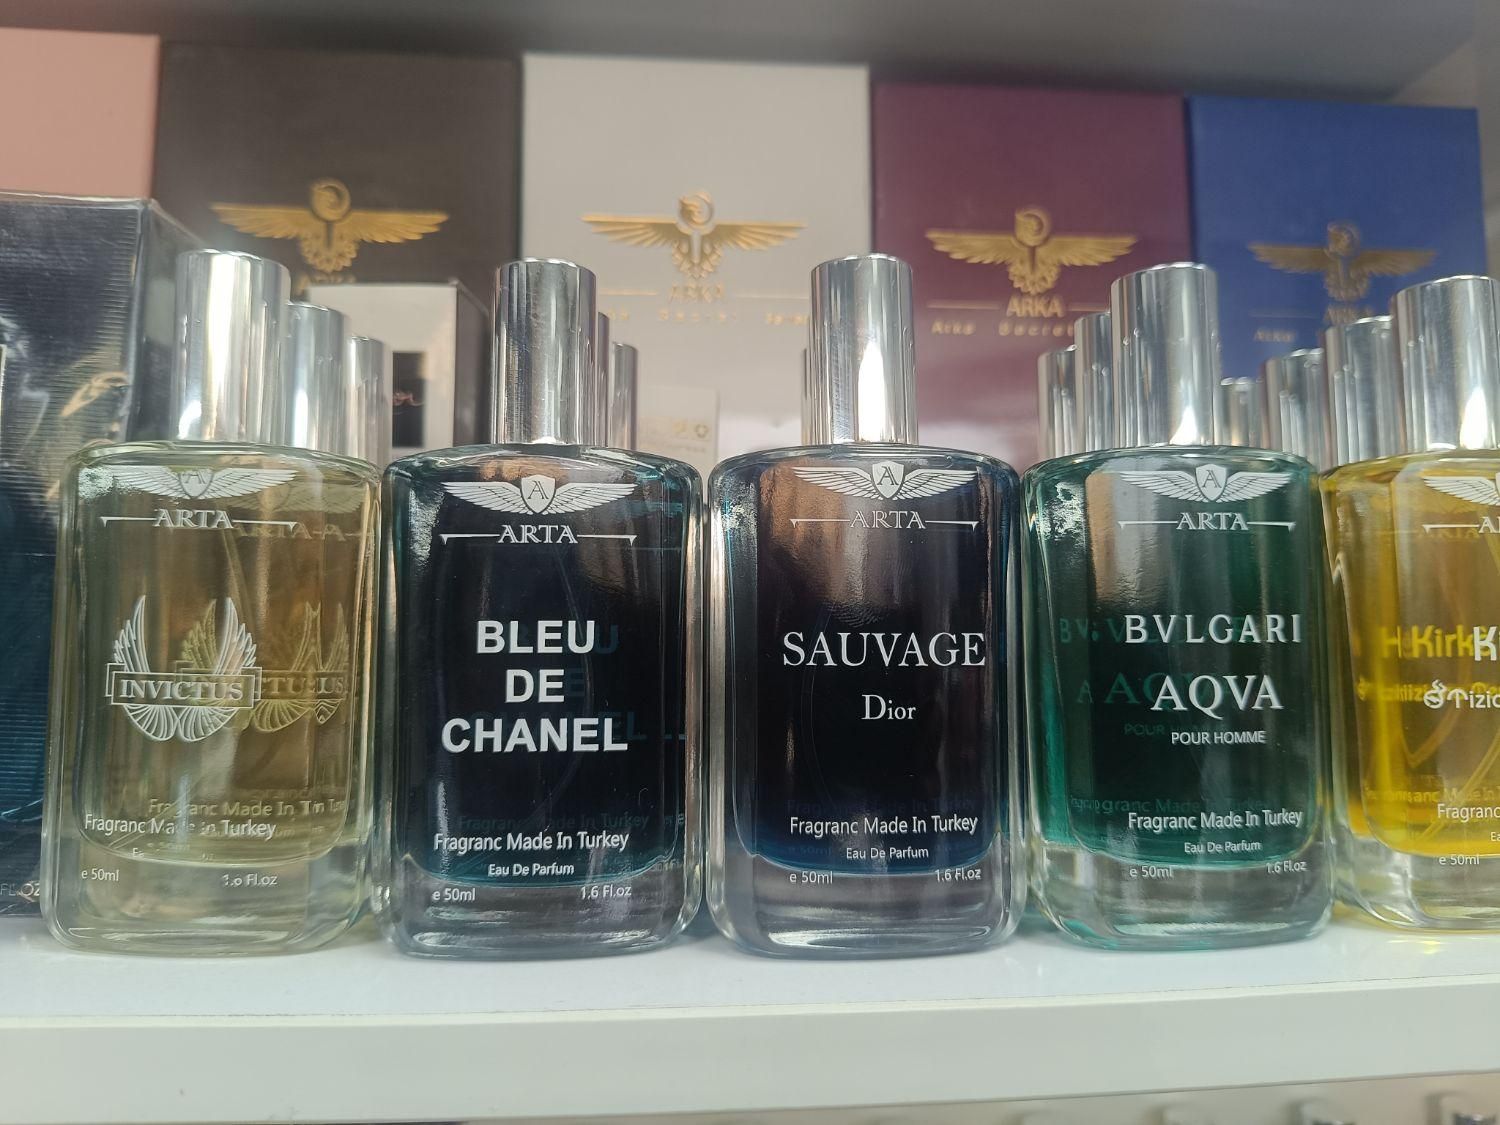 ARKA
ARKA
Arka Secret
ARKA
ARTA
INVICTUS
Fragranc Made In Turkey
e 50ml
1.6 Fl.oz
ARTA
BLEU
DE
CHANEL
Fragranc Made In Turkey
Eau De Parfum
e 50ml
1.6 Fl.oz
ARTA
SAUVAGE
Dior
Fragranc Made In Turkey
Eau De Parfum
e 50ml
1.6 Fl.oz
ARTA
BVLGARI
AQVA
POUR HOMME
Fragranc Made In Turkey
Eau De Parfum
e 50ml
1.6 Fl.oz
Kirk
Tizi
Fragranc
e 50ml